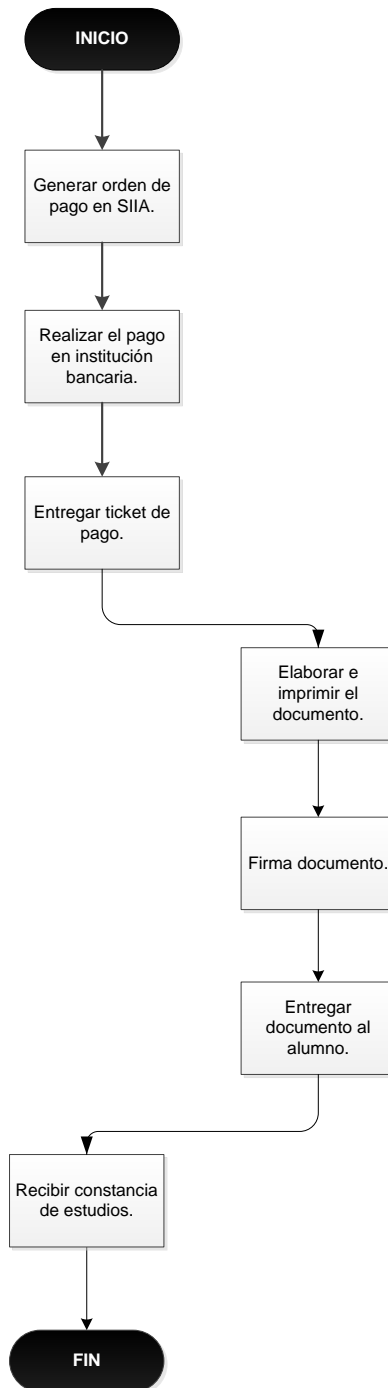 INICIO
Generar orden de
pago en SIIA.
Realizar el pago
en institución
bancaria.
Entregar ticket de
pago.
Elaborar e
imprimir el
documento.
Firma documento.
Entregar
documento al
alumno.
Recibir constancia
de estudios.
FIN